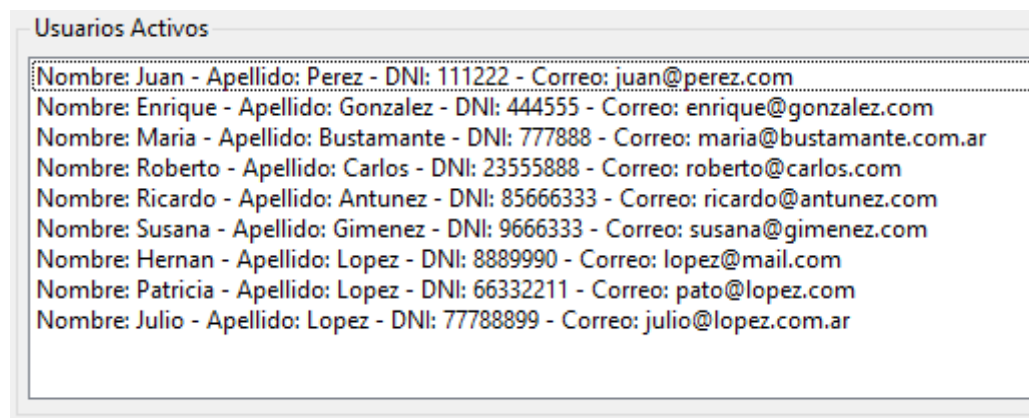 Usuarios Activos
Nombre: Juan - Apellido: Perez - DNI: 111222 - Correo: juan@perez.com
Nombre: Enrique - Apellido: Gonzalez - DNI: 444555 - Correo: enrique@gonzalez.com
Nombre: Maria - Apellido: Bustamante - DNI: 777888 - Correo: maria@bustamante.com.ar
Nombre: Roberto - Apellido: Carlos - DNI: 23555888 - Correo: roberto@carlos.com
Nombre: Ricardo - Apellido: Antunez - DNI: 85666333 - Correo: ricardo@antunez.com
Nombre: Susana - Apellido: Gimenez - DNI: 9666333 - Correo: susana@gimenez.com
Nombre: Hernan - Apellido: Lopez - DNI: 8889990 - Correo: lopez@mail.com
Nombre: Patricia - Apellido: Lopez - DNI: 66332211 - Correo: pato@lopez.com
Nombre: Julio - Apellido: Lopez - DNI: 77788899 - Correo: julio@lopez.com.ar